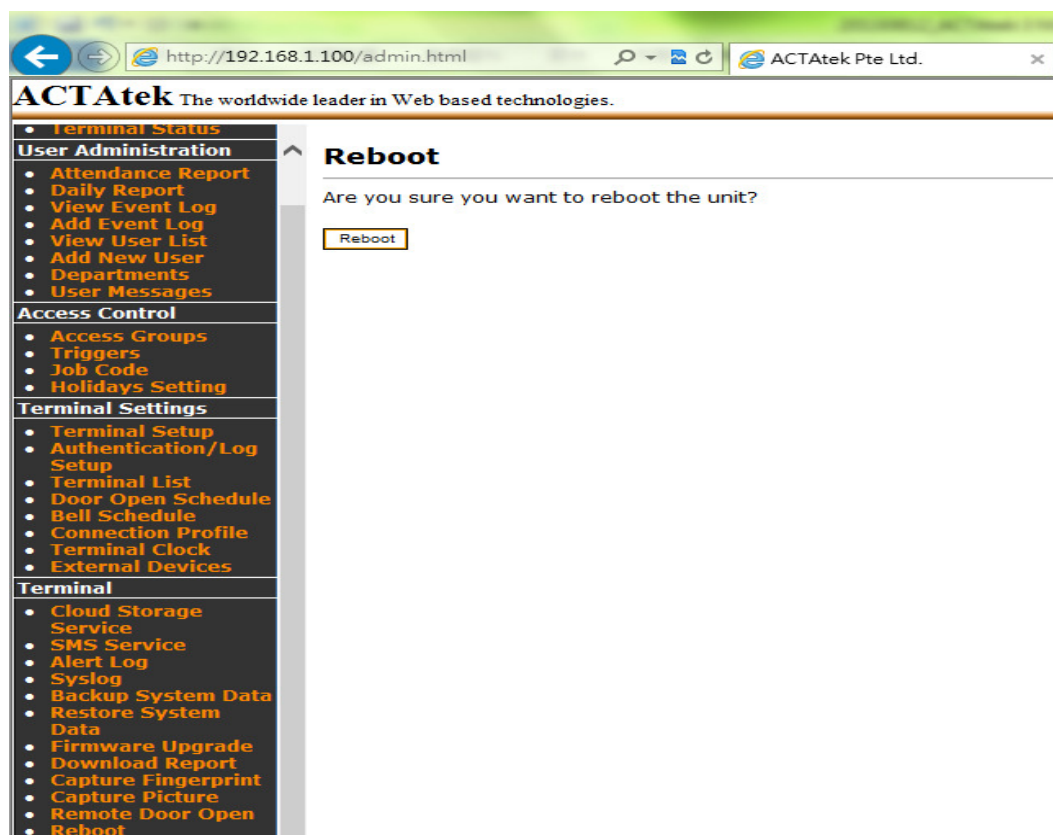 http://192.168.1.100/admin.html
ACTAtek Pte Ltd.
ACTAtek The worldwide leader in Web based technologies.
Terminal Status
User Administration
Attendance Report
Daily Report
View Event Log
Add Event Log
View User List
Add New User
Departments
User Messages
Access Control
Access Groups
Triggers
Job Code
Holidays Setting
Terminal Settings
Terminal Setup
Authentication/Log
Setup
Terminal List
Door Open Schedule
Bell Schedule
Connection Profile
Terminal Clock
External Devices
Terminal
Cloud Storage
Service
SMS Service
Alert Log
Syslog
Backup System Data
Restore System
Data
Firmware Upgrade
Download Report
Capture Fingerprint
Capture Picture
Remote Door Open
Reboot
Reboot
Are you sure you want to reboot the unit?
Reboot